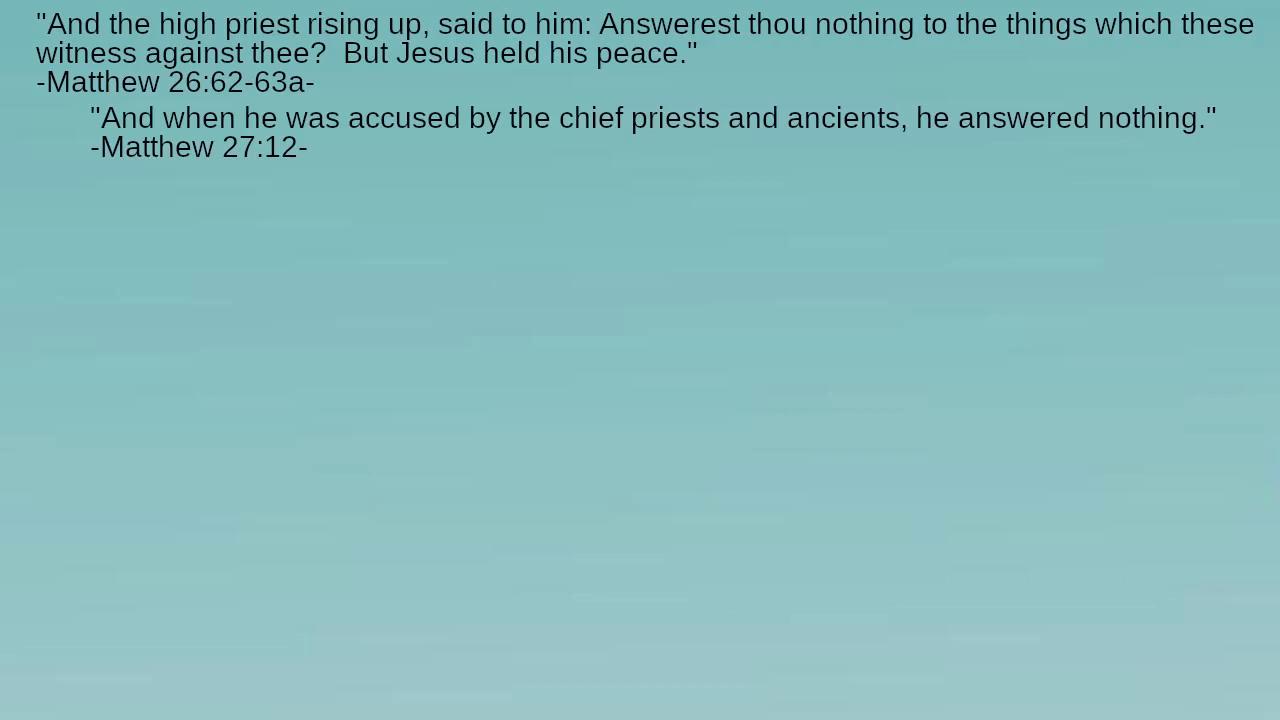 "And the high priest rising up, said to him: Answerest thou nothing to the things which these
witness against thee?  But Jesus held his peace."
-Matthew 26:62-63a-
"And when he was accused by the chief priests and ancients, he answered nothing."
-Matthew 27:12-